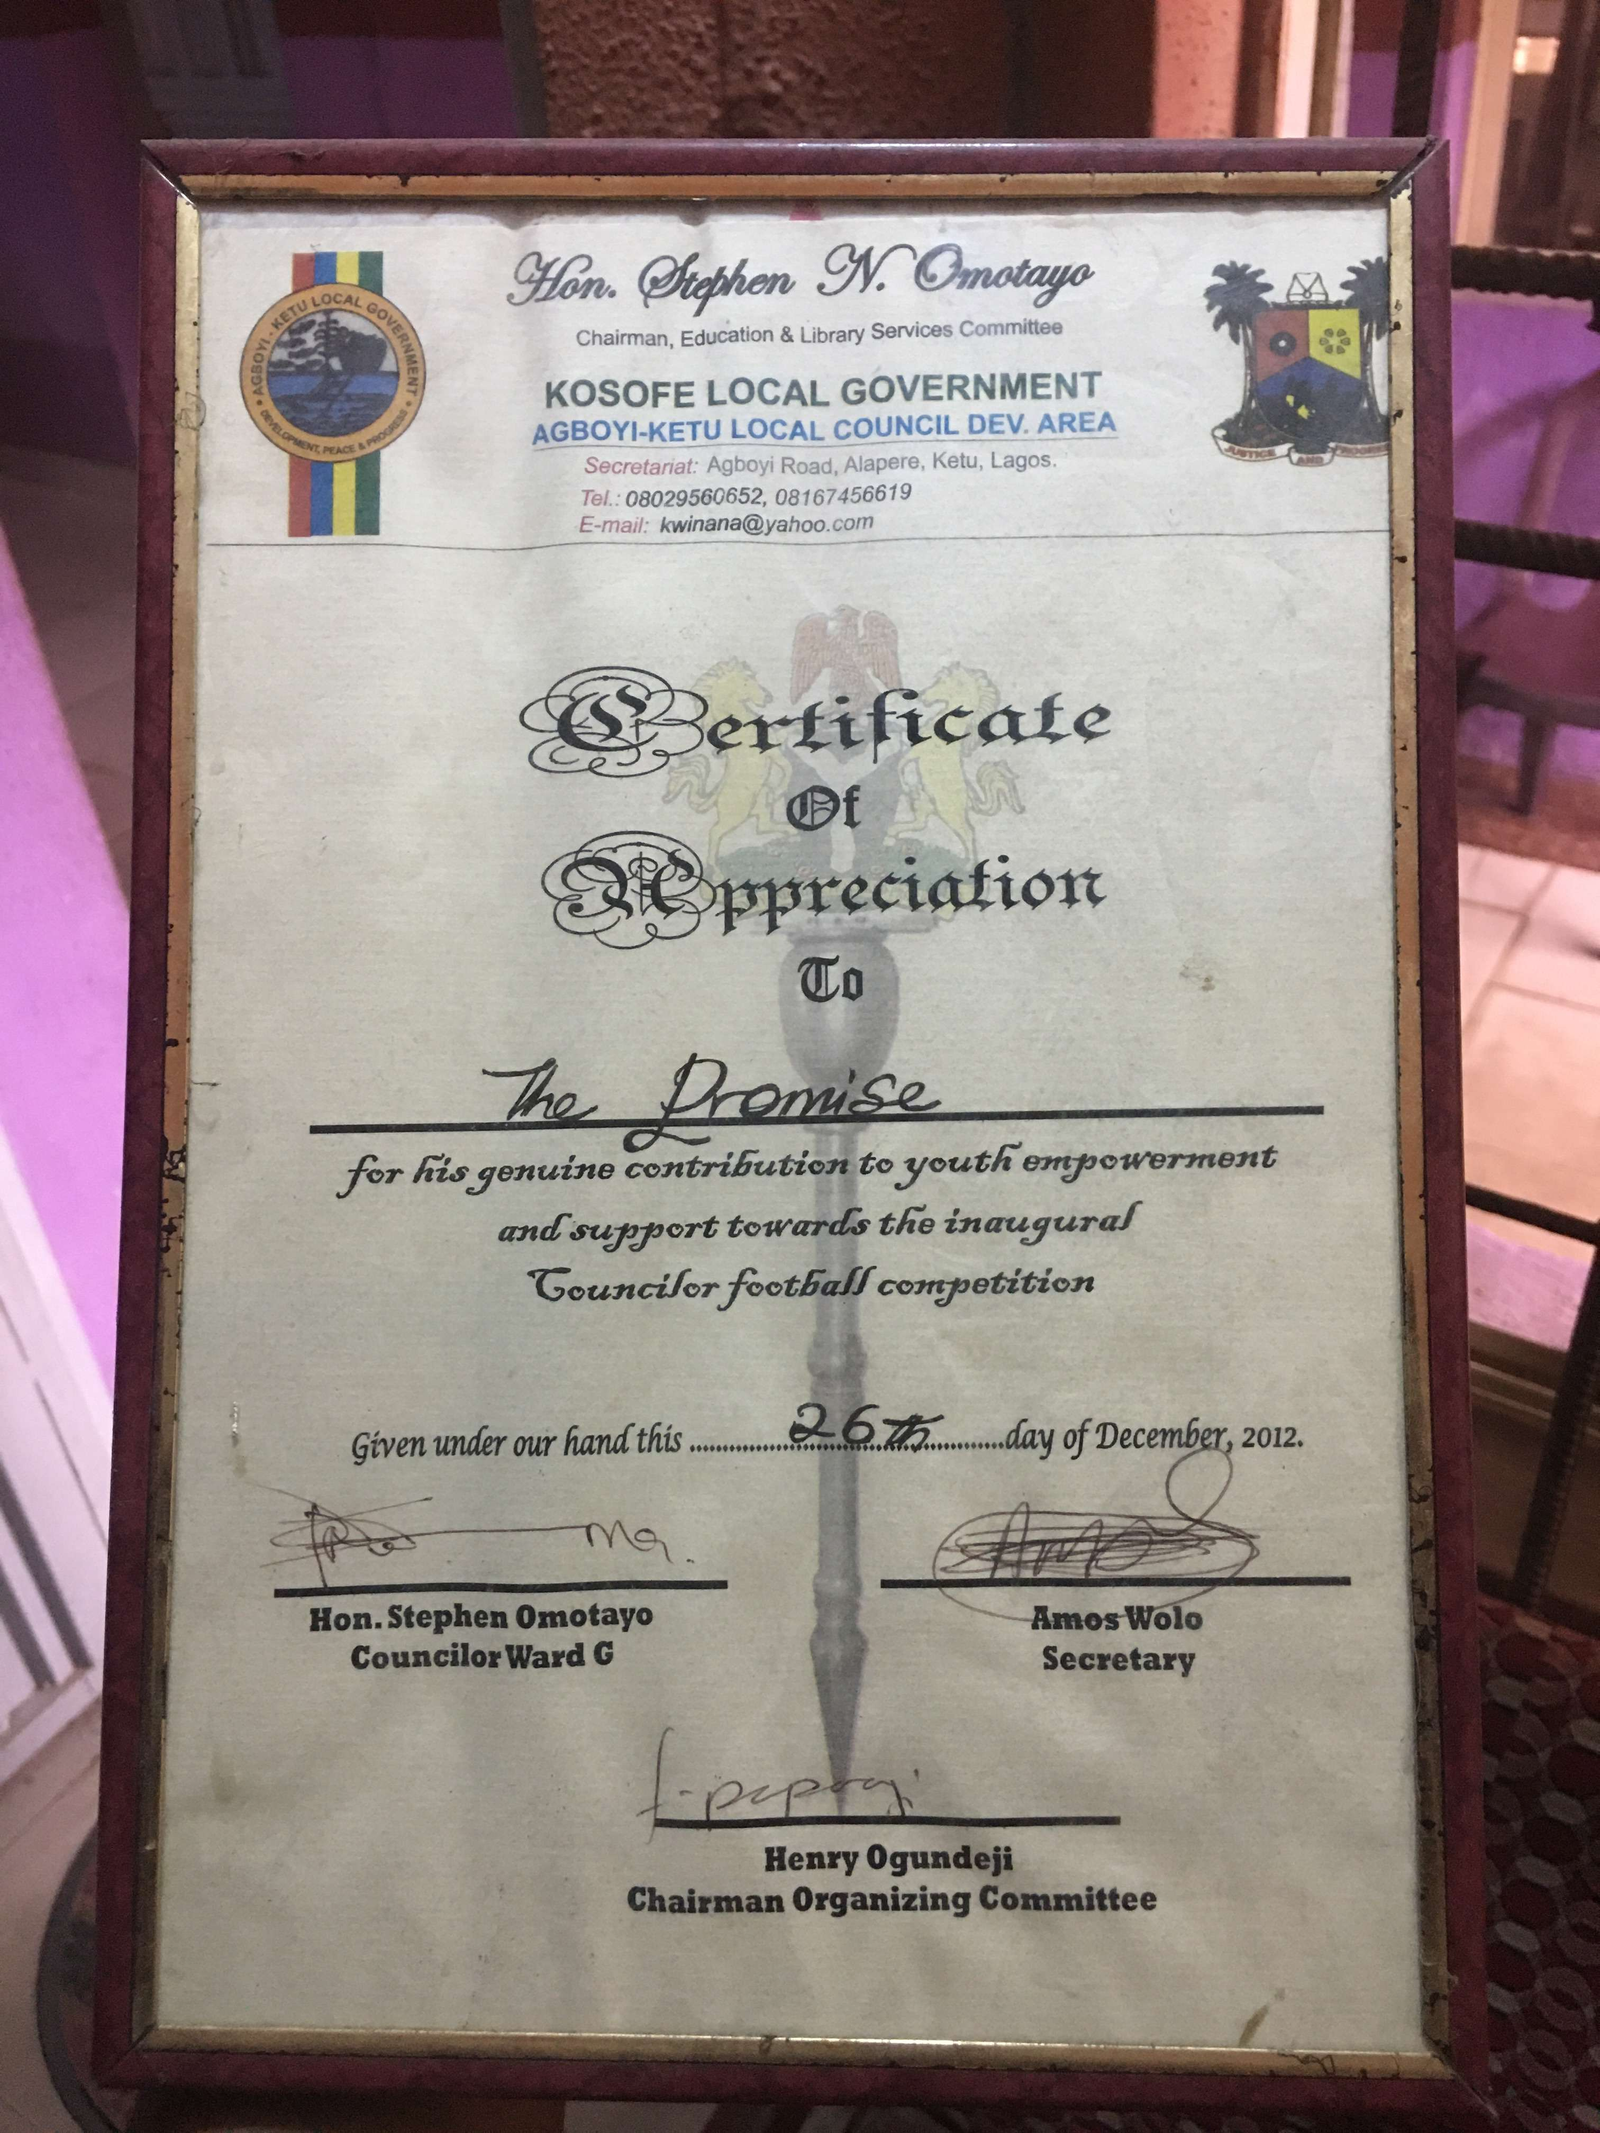 Hon. Stephen N. Omotayo
Chairman, Education & Library Services Committee
KOSOFE LOCAL GOVERNMENT
AGBOYI-KETU LOCAL COUNCIL DEV. AREA
Secretariat: Agboyi Road, Alapere, Ketu, Lagos.
Tel.: 08029560652, 08167456619
E-mail: kwinana@yahoo.com
AGBOYI-KETU LOCAL GOVERNMENT
DEVELOPMENT, PEACE & PROGRESS
JUSTICE AND PROGRESS
Certificate
Of
Appreciation
To
The Promise
for his genuine contribution to youth empowerment
and support towards the inaugural
Councilor football competition
Given under our hand this ........ 26th ........ day of December, 2012.
Hon. Stephen Omotayo
Councilor Ward G
Amos Wolo
Secretary
Henry Ogundeji
Chairman Organizing Committee